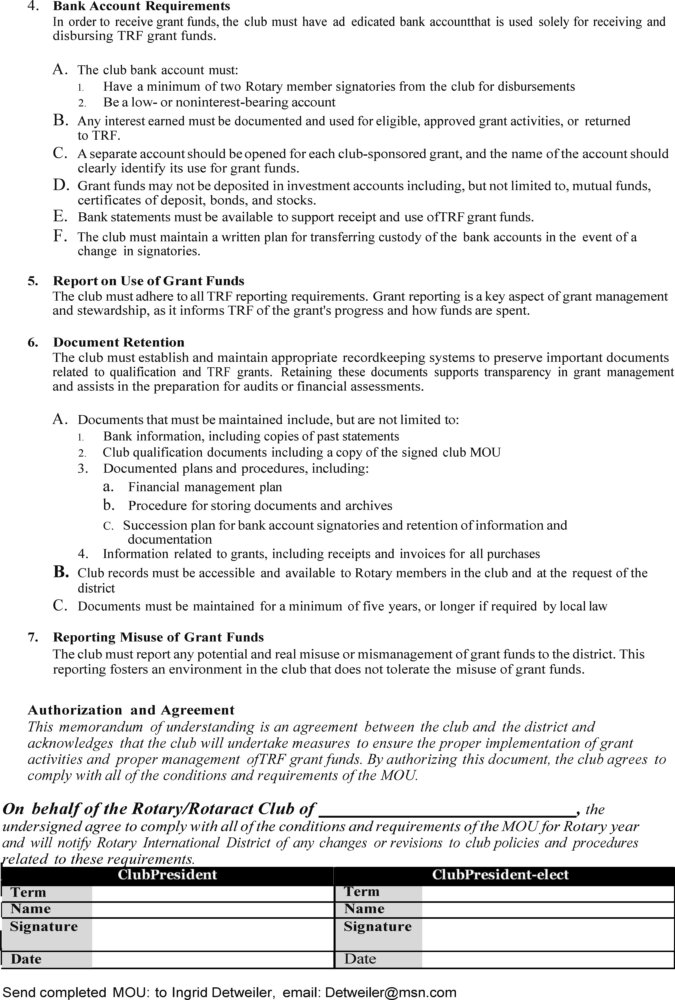 4. Bank Account Requirements
In order to receive grant funds, the club must have ad edicated bank accountthat is used solely for receiving and
disbursing TRF grant funds.
A. The club bank account must:
1. Have a minimum of two Rotary member signatories from the club for disbursements
2. Be a low- or noninterest-bearing account
B. Any interest earned must be documented and used for eligible, approved grant activities, or returned
to TRF.
C. A separate account should be opened for each club-sponsored grant, and the name of the account should
clearly identify its use for grant funds.
D. Grant funds may not be deposited in investment accounts including, but not limited to, mutual funds,
certificates of deposit, bonds, and stocks.
E. Bank statements must be available to support receipt and use ofTRF grant funds.
F. The club must maintain a written plan for transferring custody of the bank accounts in the event of a
change in signatories.
5. Report on Use of Grant Funds
The club must adhere to all TRF reporting requirements. Grant reporting is a key aspect of grant management
and stewardship, as it informs TRF of the grant's progress and how funds are spent.
6. Document Retention
The club must establish and maintain appropriate recordkeeping systems to preserve important documents
related to qualification and TRF grants. Retaining these documents supports transparency in grant management
and assists in the preparation for audits or financial assessments.
A. Documents that must be maintained include, but are not limited to:
1. Bank information, including copies of past statements
2. Club qualification documents including a copy of the signed club MOU
3. Documented plans and procedures, including:
a. Financial management plan
b. Procedure for storing documents and archives
C. Succession plan for bank account signatories and retention of information and
documentation
4. Information related to grants, including receipts and invoices for all purchases
B. Club records must be accessible and available to Rotary members in the club and at the request of the
district
C. Documents must be maintained for a minimum of five years, or longer if required by local law
7. Reporting Misuse of Grant Funds
The club must report any potential and real misuse or mismanagement of grant funds to the district. This
reporting fosters an environment in the club that does not tolerate the misuse of grant funds.
Authorization and Agreement
This memorandum of understanding is an agreement between the club and the district and
acknowledges that the club will undertake measures to ensure the proper implementation of grant
activities and proper management ofTRF grant funds. By authorizing this document, the club agrees to
comply with all of the conditions and requirements of the MOU.
On behalf of the Rotary/Rotaract Club of ____________________, the
undersigned agree to comply with all of the conditions and requirements of the MOU for Rotary year
and will notify Rotary International District of any changes or revisions to club policies and procedures
related to these requirements.
ClubPresident ClubPresident-elect
Term Term
Name Name
Signature Signature
Date Date
Send completed MOU: to Ingrid Detweiler, email: Detweiler@msn.com